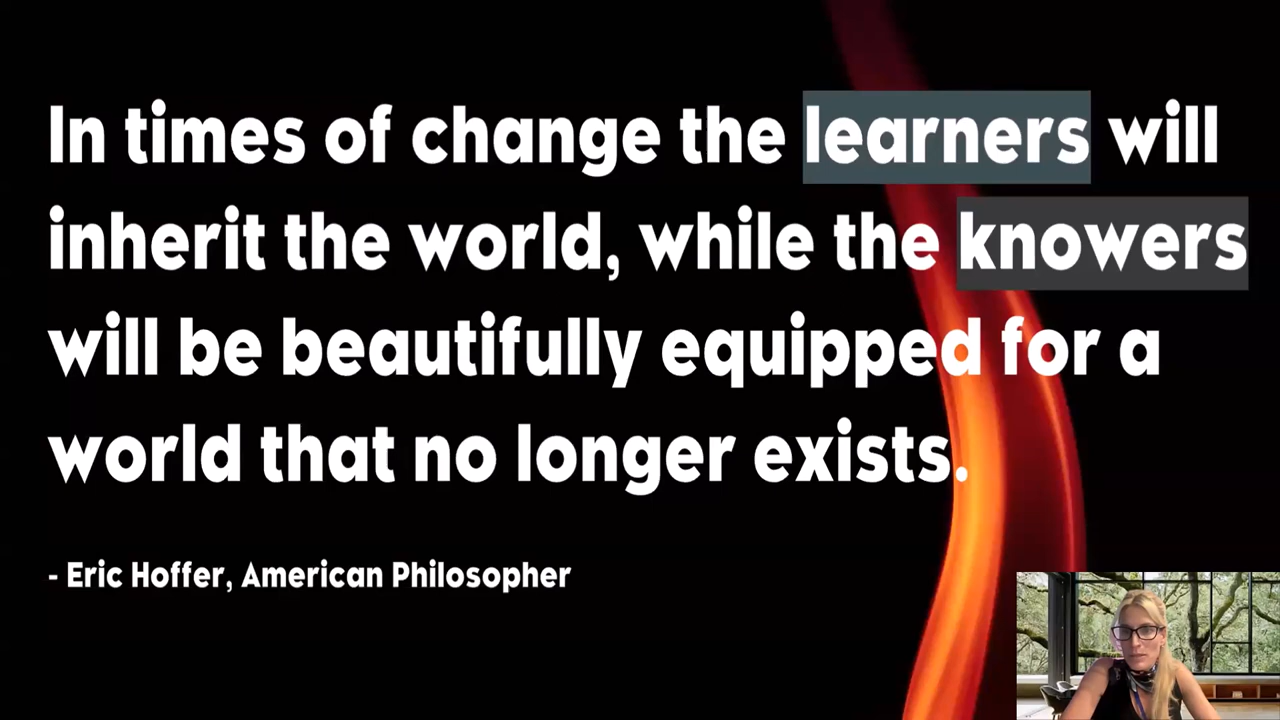 In times of change the learners will
inherit the world, while the knowers
will be beautifully equipped for a
world that no longer exists.
- Eric Hoffer, American Philosopher